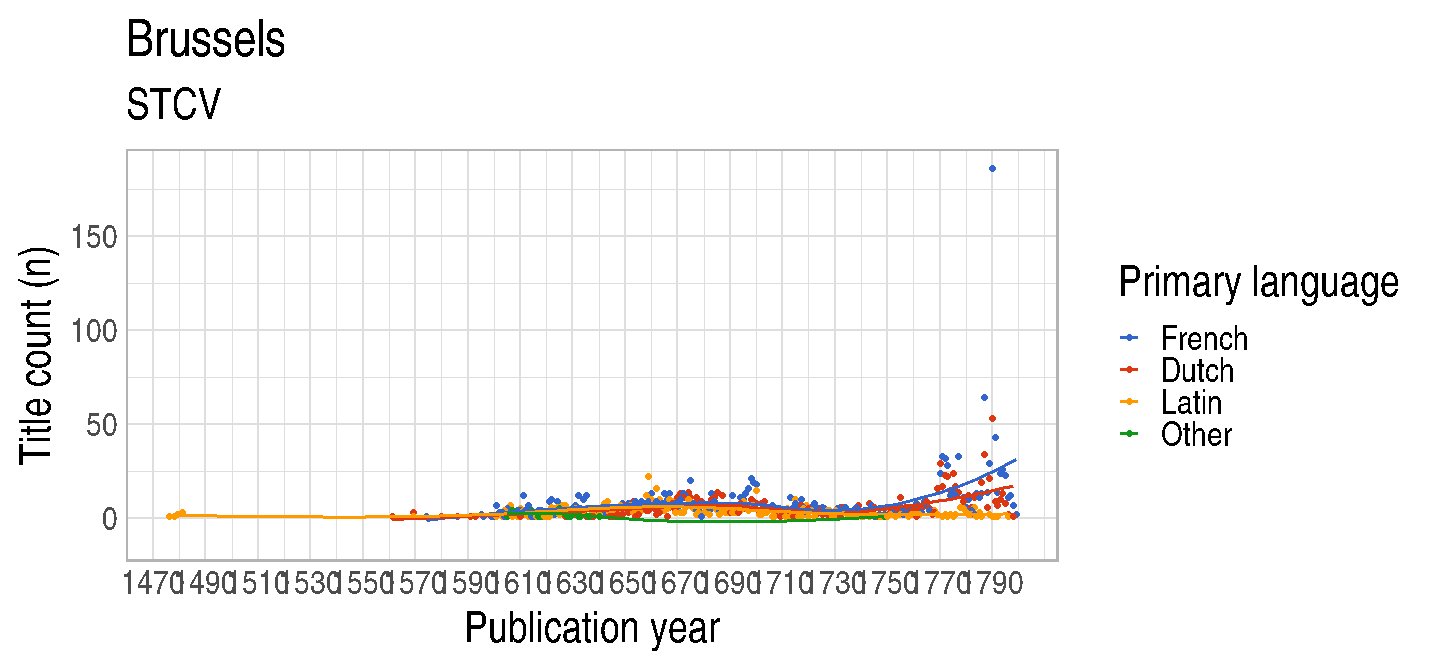 Brussels
STCV
Title count (n)
150
100
50
0
1470 1490 1510 1530 1550 1570 1590 1610 1630 1650 1670 1690 1710 1730 1750 1770 1790
Publication year
Primary language
French
Dutch
Latin
Other